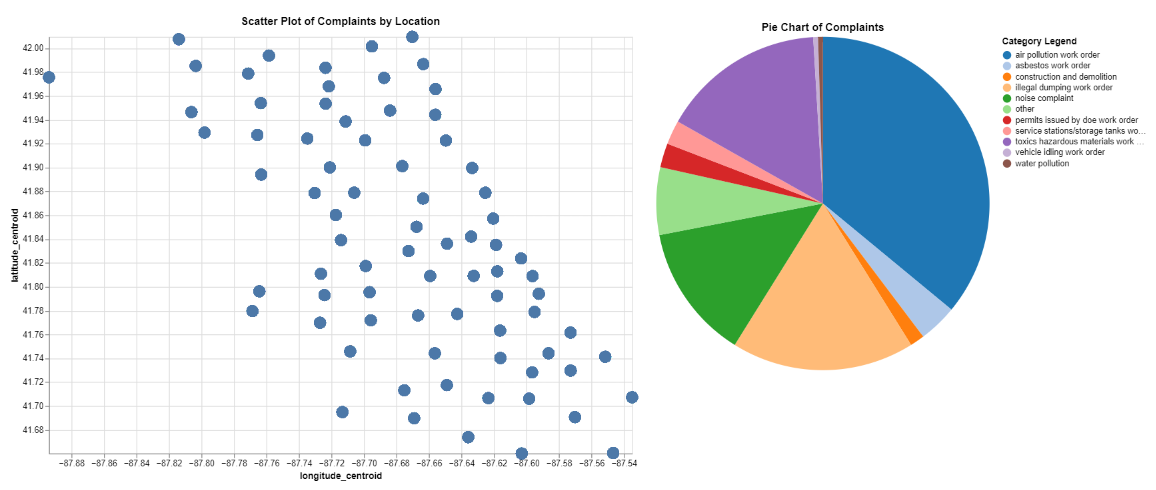 Scatter Plot of Complaints by Location
42.00
41.98
41.96
41.94
41.92
41.90
41.88
41.86
41.84
41.82
41.80
41.78
41.76
41.74
41.72
41.70
41.68
latitude_centroid
−87.88 −87.86 −87.84 −87.82 −87.80 −87.78 −87.76 −87.74 −87.72 −87.70 −87.68 −87.66 −87.64 −87.62 −87.60 −87.58 −87.56 −87.54
longitude_centroid
Pie Chart of Complaints
Category Legend
air pollution work order
asbestos work order
construction and demolition
illegal dumping work order
noise complaint
other
permits issued by doe work order
service stations/storage tanks wo…
toxics hazardous materials work …
vehicle idling work order
water pollution